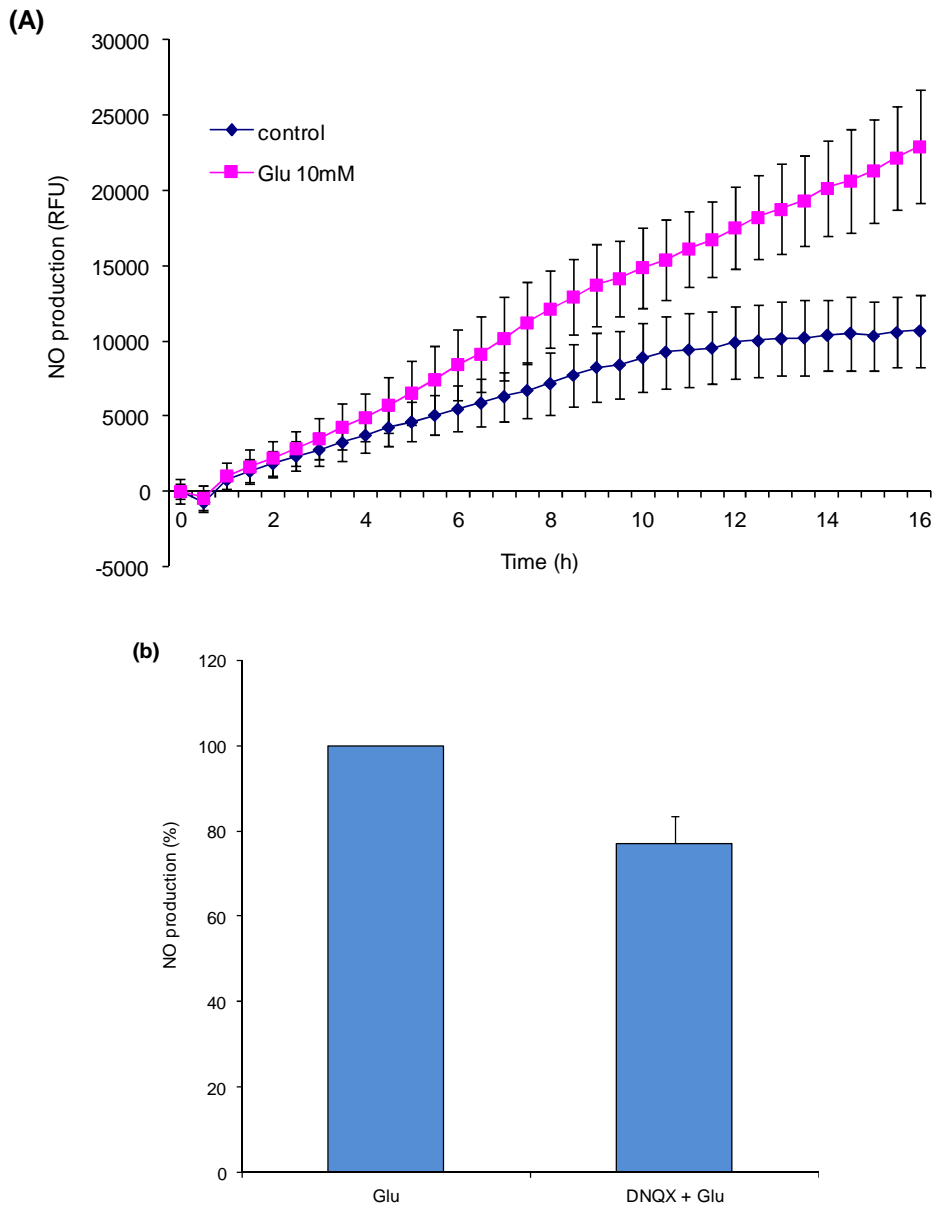 (A)
30000
25000
20000
15000
10000
5000
0
-5000
NO production (RFU)
control
Glu 10mM
0 2 4 6 8 10 12 14 16
Time (h)
(b)
120
100
80
60
40
20
0
NO production (%)
Glu DNQX + Glu